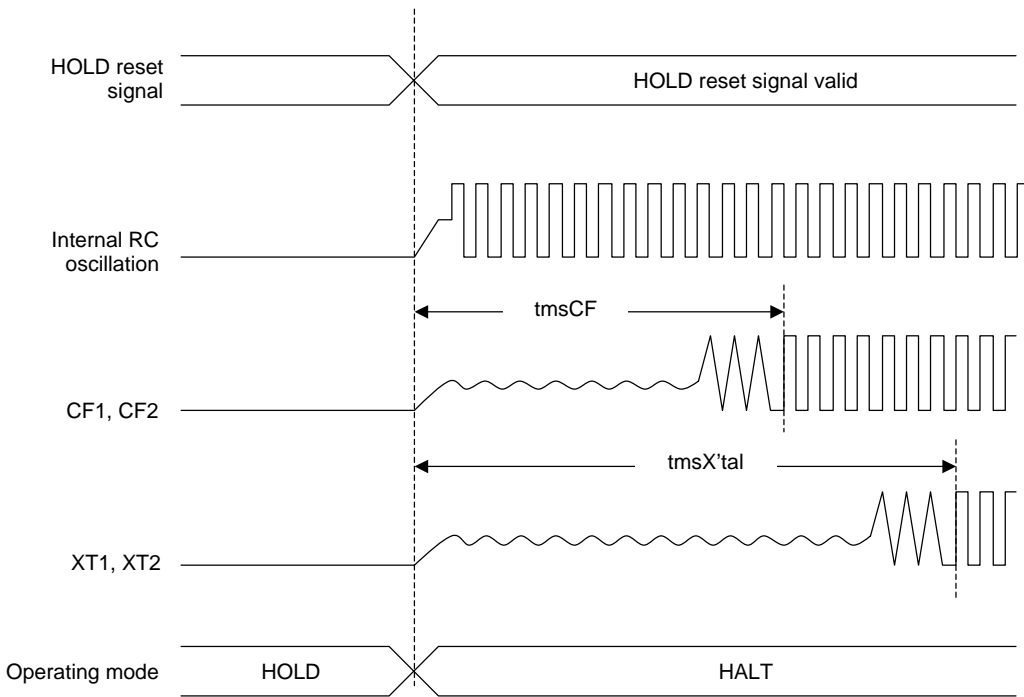 HOLD reset
signal
HOLD reset signal valid
Internal RC
oscillation
tmsCF
CF1, CF2
tmsX'tal
XT1, XT2
Operating mode
HOLD
HALT